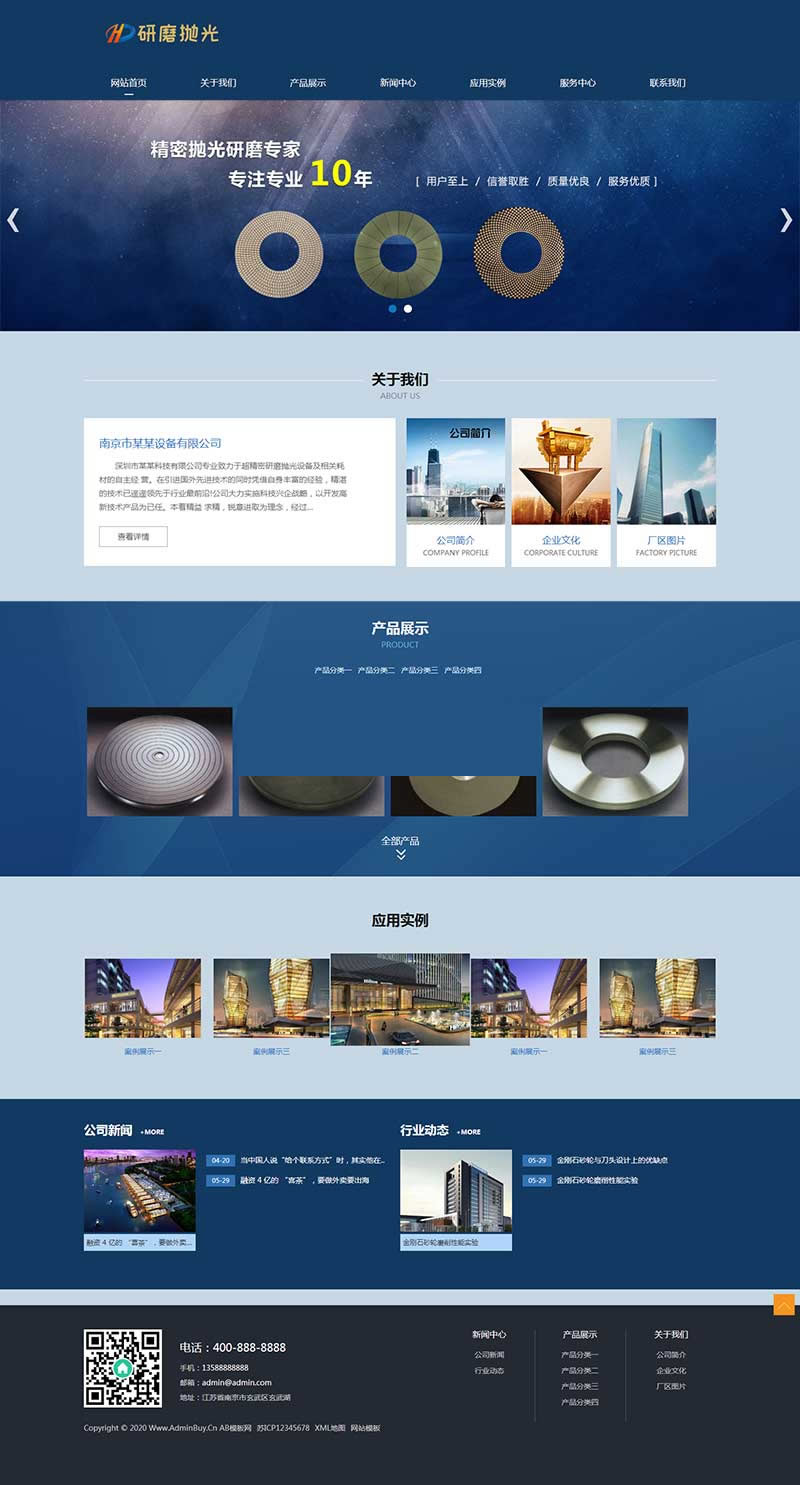 研磨抛光
网站首页 关于我们 产品展示 新闻中心 应用实例 服务中心 联系我们
精密抛光研磨专家
专注专业 10年
[ 用户至上 / 信誉取胜 / 质量优良 / 服务优质 ]
关于我们
ABOUT US
南京市某某设备有限公司
深圳市某某科技有限公司专业致力于超精密研磨抛光设备及相关耗
材的自主经 营。在引进国外先进技术的同时凭借自身丰富的经验，精湛
的技术已遥遥领先于行业最前沿!公司大力实施科技兴企战略，以开发高
新技术产品为已任。本着精益 求精，锐意进取为理念，经过...
查看详情
公司简介
公司简介
COMPANY PROFILE
企业文化
CORPORATE CULTURE
厂区图片
FACTORY PICTURE
产品展示
PRODUCT
产品分类一 产品分类二 产品分类三 产品分类四
全部产品
应用实例
案例展示一 案例展示三 案例展示二 案例展示一 案例展示三
公司新闻 +MORE
04-20 当中国人说“给个联系方式”时，其实他在..
05-29 融资 4 亿的 “喜茶” ，要做外卖要出海
融资 4 亿的 “喜茶” ，要做外卖...
行业动态 +MORE
05-29 金刚石砂轮与刀头设计上的优缺点
05-29 金刚石砂轮磨削性能实验
金刚石砂轮磨削性能实验
电话：400-888-8888
手机：13588888888
邮箱：admin@admin.com
地址：江苏省南京市玄武区玄武湖
新闻中心
公司新闻
行业动态
产品展示
产品分类一
产品分类二
产品分类三
产品分类四
关于我们
公司简介
企业文化
厂区图片
Copyright © 2020 Www.AdminBuy.Cn AB模板网 苏ICP12345678 XML地图 网站模板